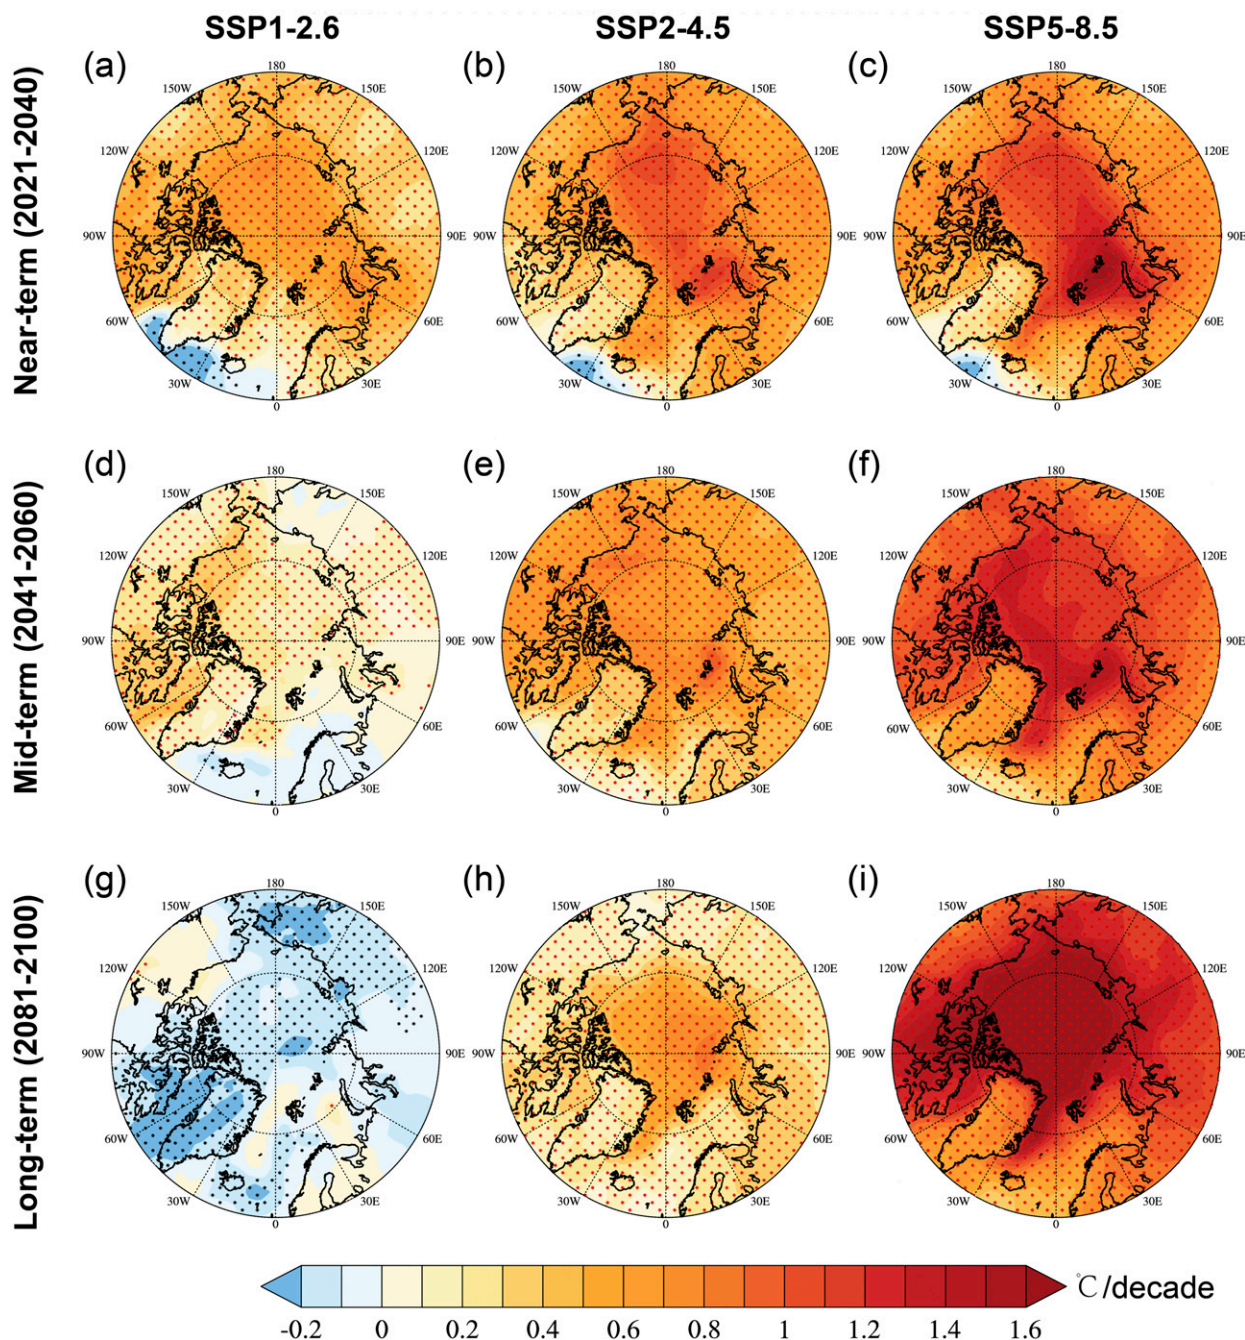 SSP1-2.6 SSP2-4.5 SSP5-8.5
Near-term (2021-2040)
(a) (b) (c)
180 180 180
150W 150E 150W 150E 150W 150E
120W 120E 120W 120E 120W 120E
90W 90E 90W 90E 90W 90E
60W 60E 60W 60E 60W 60E
30W 30E 30W 30E 30W 30E
0 0 0
Mid-term (2041-2060)
(d) (e) (f)
180 180 180
150W 150E 150W 150E 150W 150E
120W 120E 120W 120E 120W 120E
90W 90E 90W 90E 90W 90E
60W 60E 60W 60E 60W 60E
30W 30E 30W 30E 30W 30E
0 0 0
Long-term (2081-2100)
(g) (h) (i)
180 180 180
150W 150E 150W 150E 150W 150E
120W 120E 120W 120E 120W 120E
90W 90E 90W 90E 90W 90E
60W 60E 60W 60E 60W 60E
30W 30E 30W 30E 30W 30E
0 0 0
℃/decade
-0.2 0 0.2 0.4 0.6 0.8 1 1.2 1.4 1.6